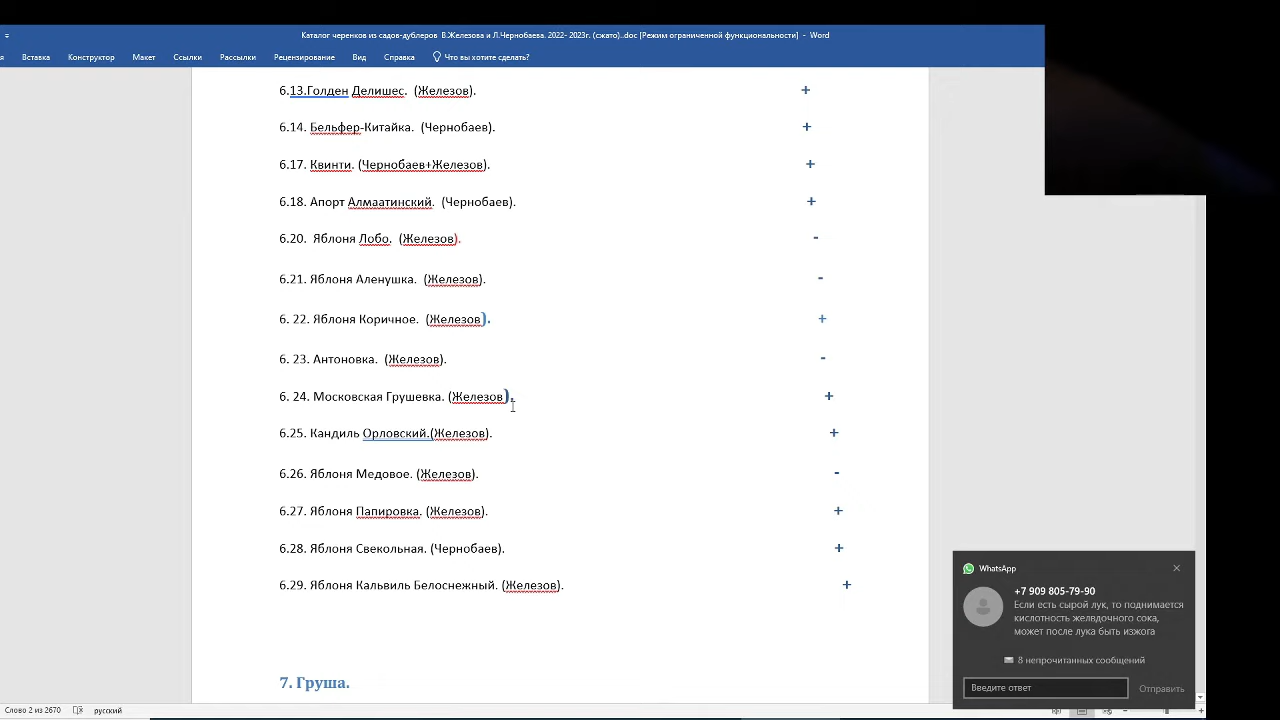 Каталог черенков из садов-дублеров В.Железова и Л.Чернобаева. 2022- 2023г. (сжато)..doc [Режим ограниченной функциональности] - Word
Вставка Конструктор Макет Ссылки Рассылки Рецензирование Вид Справка Что вы хотите сделать?
6.13.Голден Делишес. (Железов). +
6.14. Бельфер-Китайка. (Чернобаев). +
6.17. Квинти. (Чернобаев+Железов). +
6.18. Апорт Алмаатинский. (Чернобаев). +
6.20. Яблоня Лобо. (Железов). -
6.21. Яблоня Аленушка. (Железов). -
6. 22. Яблоня Коричное. (Железов). +
6. 23. Антоновка. (Железов). -
6. 24. Московская Грушевка. (Железов). +
6.25. Кандиль Орловский.(Железов). +
6.26. Яблоня Медовое. (Железов). -
6.27. Яблоня Папировка. (Железов). +
6.28. Яблоня Свекольная. (Чернобаев). +
6.29. Яблоня Кальвиль Белоснежный. (Железов). +
7. Груша.
WhatsApp
+7 909 805-79-90
Если есть сырой лук, то поднимается
кислотность желвдочного сока,
может после лука быть изжога
8 непрочитанных сообщений
Введите ответ Отправить
Слово 2 из 2670 русский